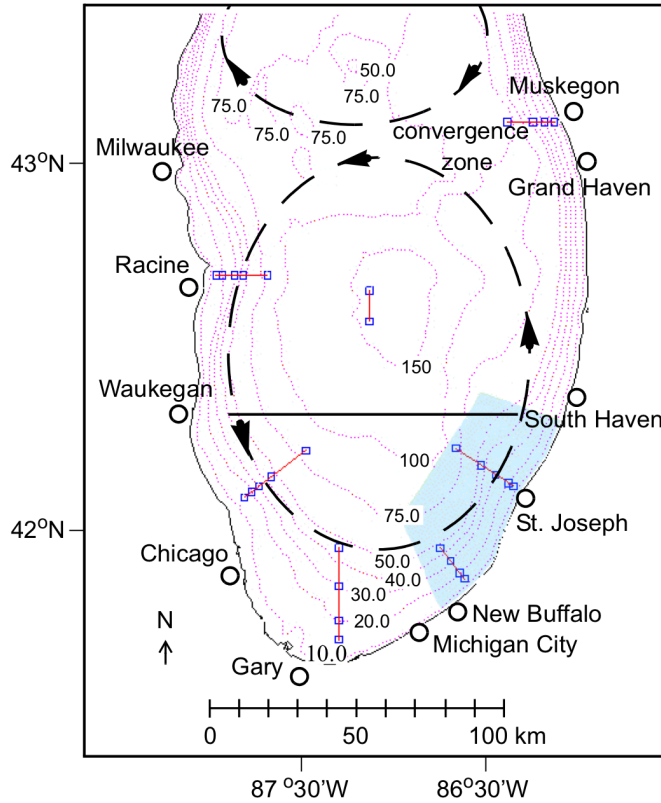 50.0
Muskegon
75.0
75.0
75.0
75.0
convergence
zone
Milwaukee
43°N
Grand Haven
Racine
150
Waukegan
South Haven
100
75.0
St. Joseph
42°N
Chicago
50.0
40.0
30.0
20.0
New Buffalo
N
Michigan City
10.0
Gary
0 50 100 km
87 °30'W 86°30'W